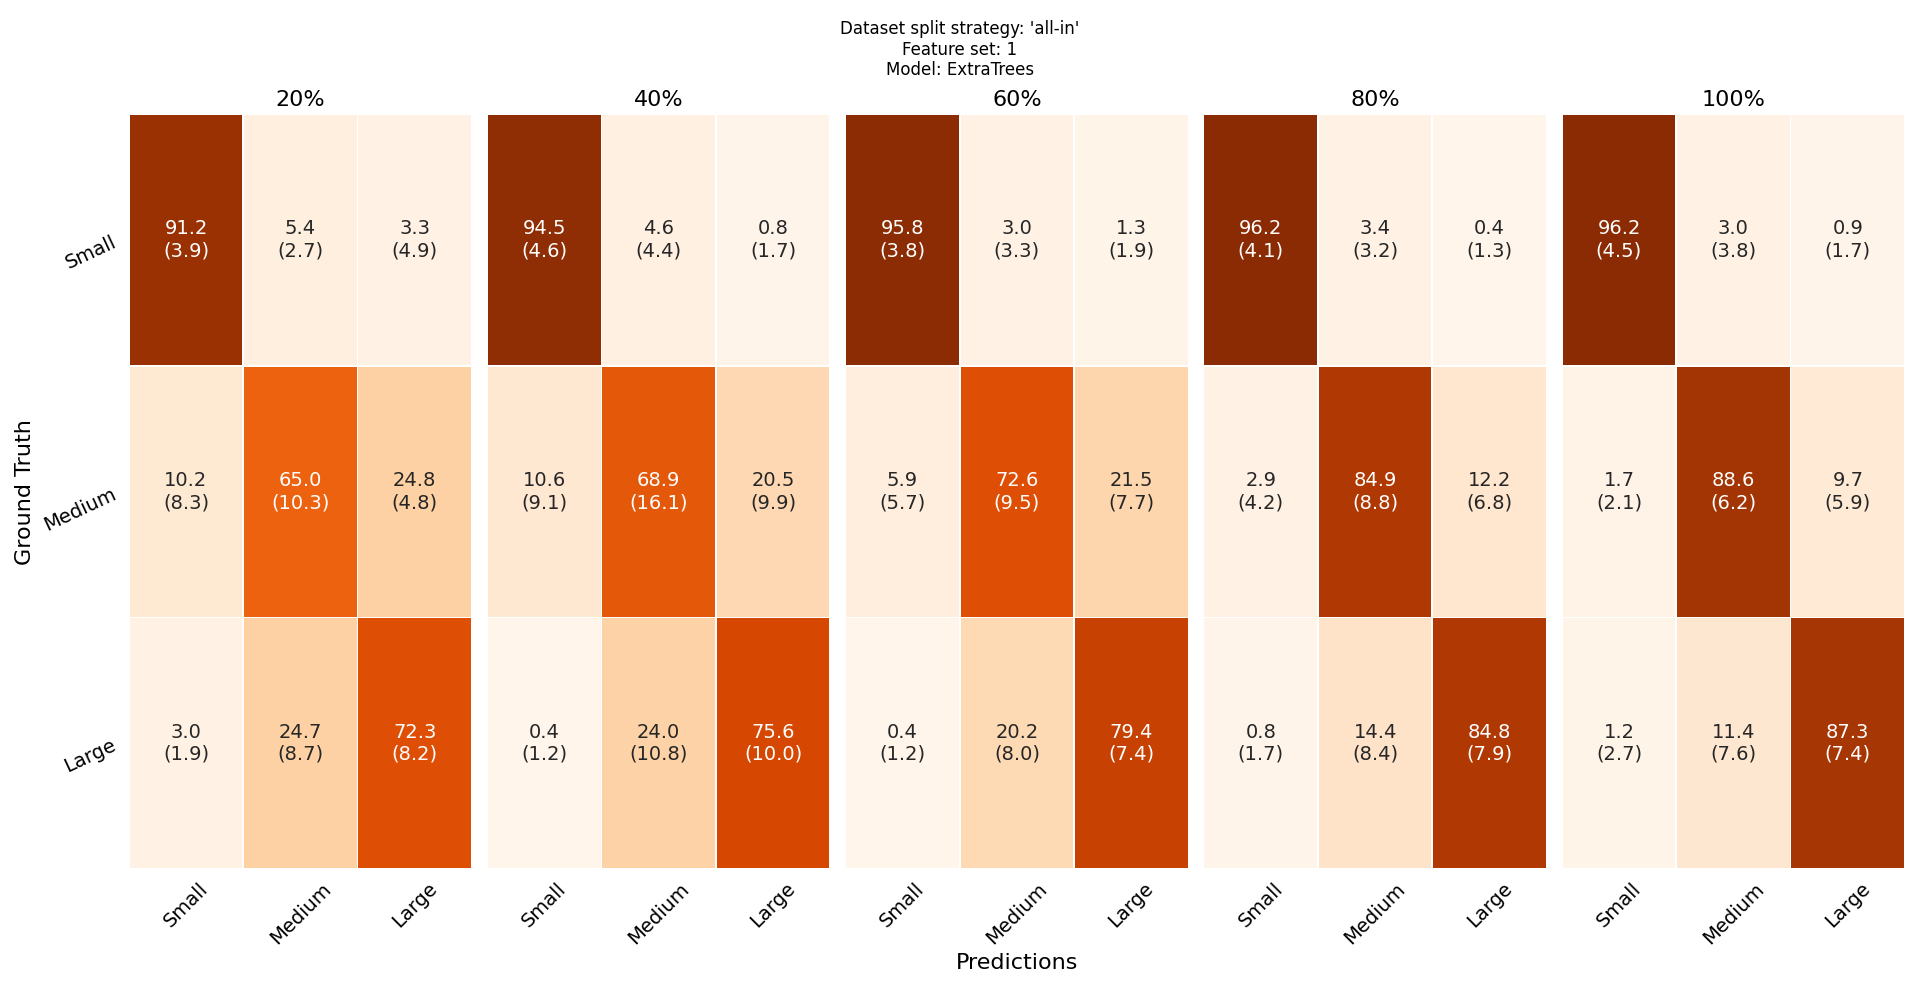 Dataset split strategy: 'all-in'
Feature set: 1
Model: ExtraTrees
20% 40% 60% 80% 100%
Ground Truth
Small
91.2 5.4 3.3 94.5 4.6 0.8 95.8 3.0 1.3 96.2 3.4 0.4 96.2 3.0 0.9
(3.9) (2.7) (4.9) (4.6) (4.4) (1.7) (3.8) (3.3) (1.9) (4.1) (3.2) (1.3) (4.5) (3.8) (1.7)
Medium
10.2 65.0 24.8 10.6 68.9 20.5 5.9 72.6 21.5 2.9 84.9 12.2 1.7 88.6 9.7
(8.3) (10.3) (4.8) (9.1) (16.1) (9.9) (5.7) (9.5) (7.7) (4.2) (8.8) (6.8) (2.1) (6.2) (5.9)
Large
3.0 24.7 72.3 0.4 24.0 75.6 0.4 20.2 79.4 0.8 14.4 84.8 1.2 11.4 87.3
(1.9) (8.7) (8.2) (1.2) (10.8) (10.0) (1.2) (8.0) (7.4) (1.7) (8.4) (7.9) (2.7) (7.6) (7.4)
Small Medium Large Small Medium Large Small Medium Large Small Medium Large Small Medium Large
Predictions